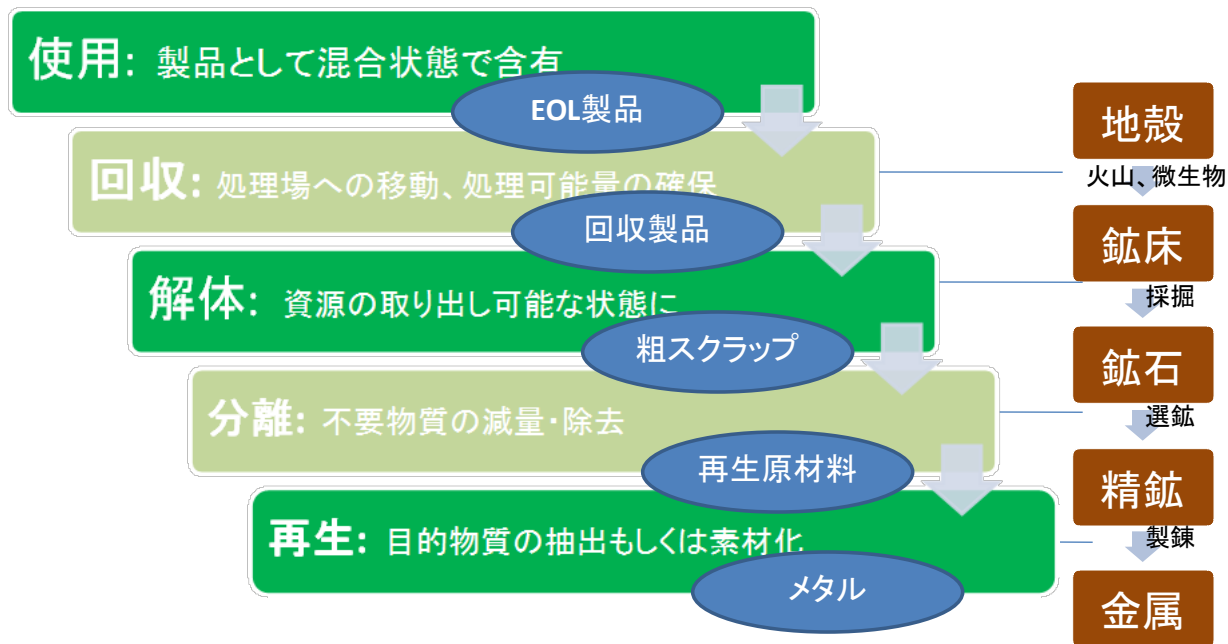 使用: 製品として混合状態で含有
EOL製品
回収: 処理場への移動、処理可能量の確保
回収製品
解体: 資源の取り出し可能な状態に
粗スクラップ
分離: 不要物質の減量・除去
再生原材料
再生: 目的物質の抽出もしくは素材化
メタル
地殻
火山、微生物
鉱床
採掘
鉱石
選鉱
精鉱
製錬
金属